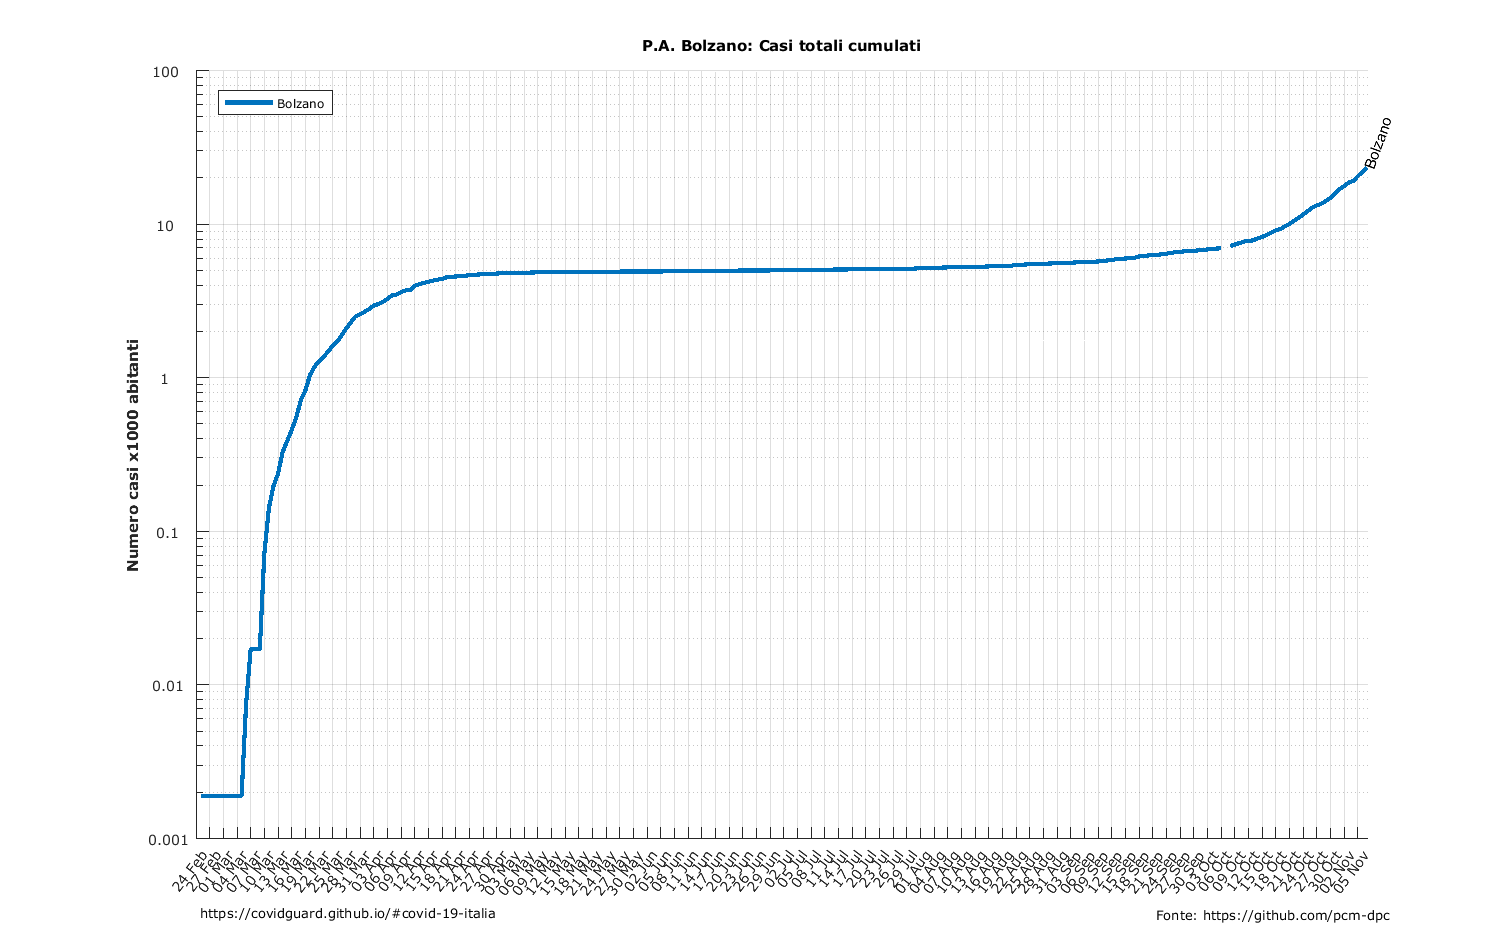 P.A. Bolzano: Casi totali cumulati
100
10
1
0.1
0.01
0.001
Numero casi x1000 abitanti
Bolzano
Bolzano
24 Feb
27 Feb
01 Mar
04 Mar
07 Mar
10 Mar
13 Mar
16 Mar
19 Mar
22 Mar
25 Mar
28 Mar
31 Mar
03 Apr
06 Apr
09 Apr
12 Apr
15 Apr
18 Apr
21 Apr
24 Apr
27 Apr
30 Apr
03 May
06 May
09 May
12 May
15 May
18 May
21 May
24 May
27 May
30 May
02 Jun
05 Jun
08 Jun
11 Jun
14 Jun
17 Jun
20 Jun
23 Jun
26 Jun
29 Jun
02 Jul
05 Jul
08 Jul
11 Jul
14 Jul
17 Jul
20 Jul
23 Jul
26 Jul
29 Jul
01 Aug
04 Aug
07 Aug
10 Aug
13 Aug
16 Aug
19 Aug
22 Aug
25 Aug
28 Aug
31 Aug
03 Sep
06 Sep
09 Sep
12 Sep
15 Sep
18 Sep
21 Sep
24 Sep
27 Sep
30 Sep
03 Oct
06 Oct
09 Oct
12 Oct
15 Oct
18 Oct
21 Oct
24 Oct
27 Oct
30 Oct
02 Nov
05 Nov
https://covidguard.github.io/#covid-19-italia
Fonte: https://github.com/pcm-dpc